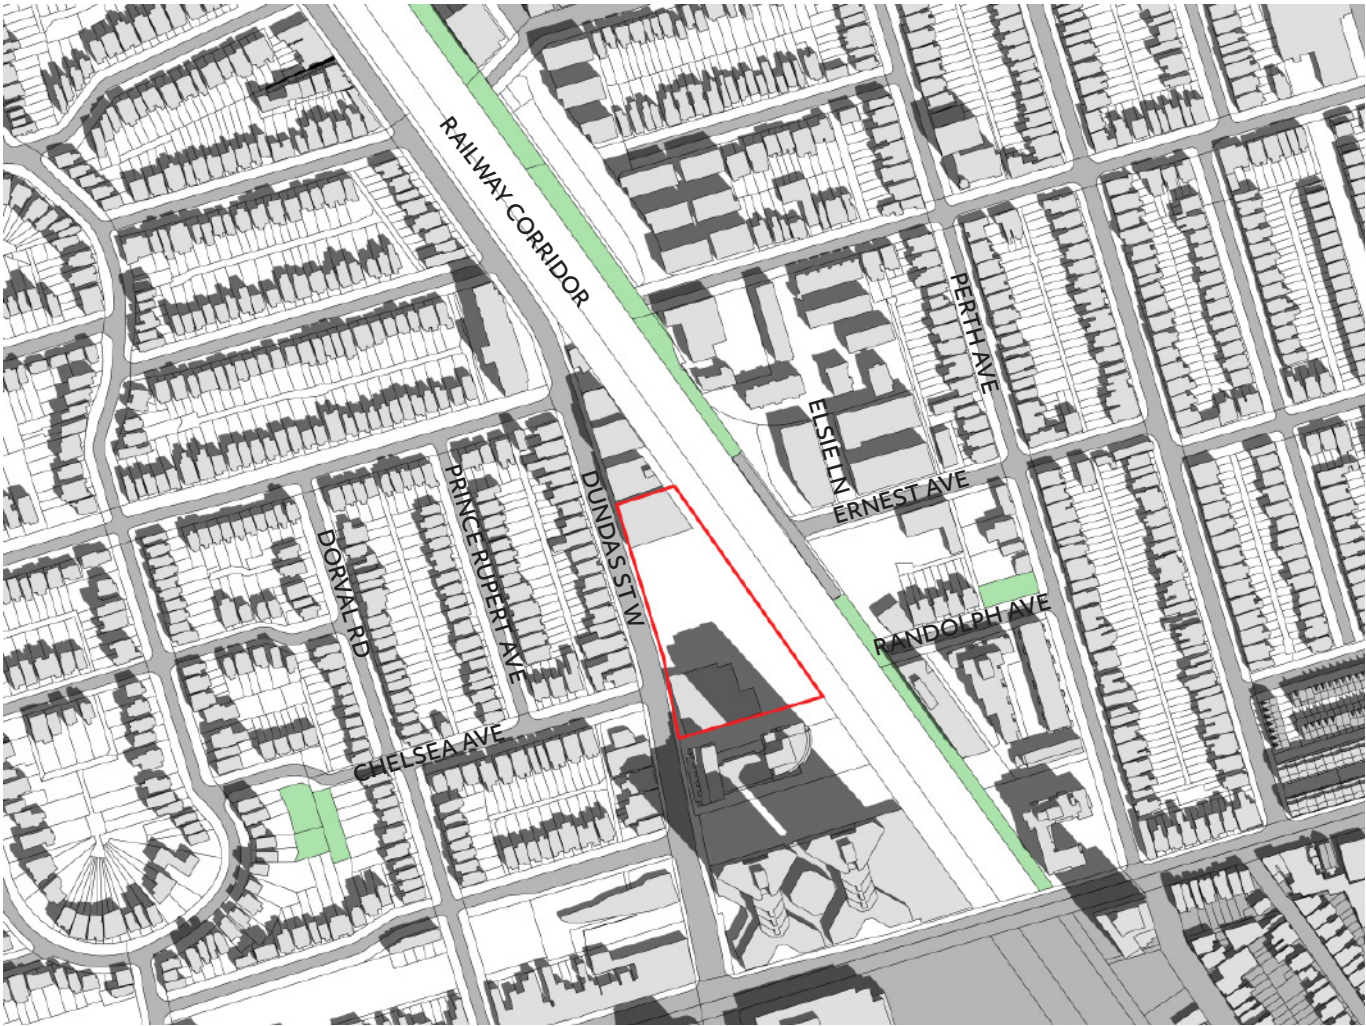 RAILWAY CORRIDOR
PERTH AVE
ELSIE LN
ERNEST AVE
PRINCE RUPERT AVE
DUNDAS ST W
DORVAL RD
RANDOLPH AVE
CHELSEA AVE